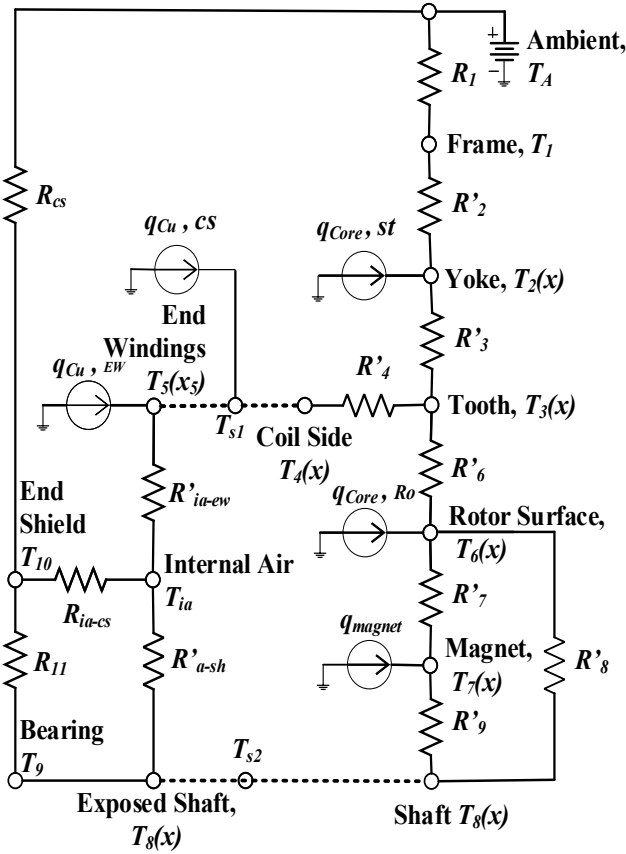 +
−
Ambient,
T_A
R_1
Frame, T_1
R_cs
R'_2
q_Cu , cs
q_Core , st
Yoke, T_2(x)
End
Windings
T_5(x_5)
R'_3
q_Cu , EW
R'_4
T_s1
Coil Side
T_4(x)
Tooth, T_3(x)
R'_6
End
Shield
T_10
R'_ia-ew
q_Core , Ro
Rotor Surface,
T_6(x)
Internal Air
T_ia
R_ia-cs
R'_7
q_magnet
R_11
R'_a-sh
Magnet,
T_7(x)
R'_8
Bearing
T_9
T_s2
R'_9
Exposed Shaft,
T_8(x)
Shaft T_8(x)